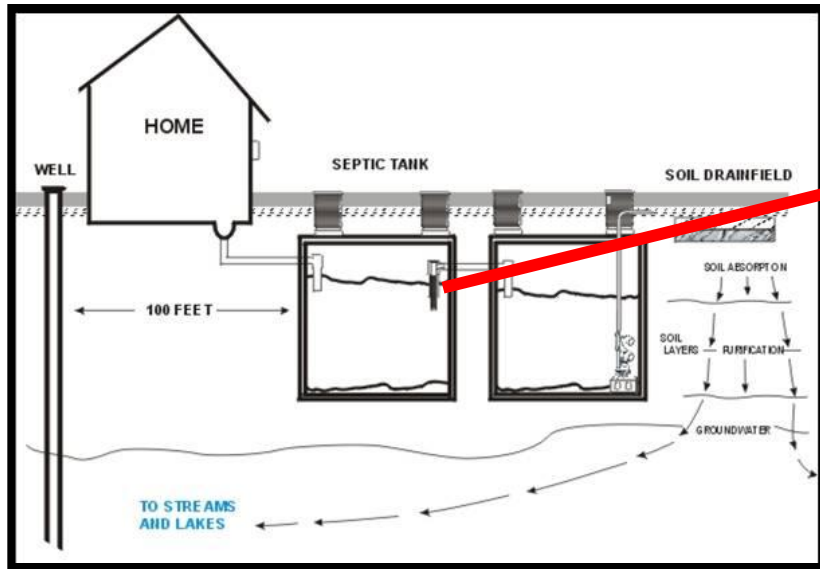 HOME
WELL
SEPTIC TANK
SOIL DRAINFIELD
SOIL ABSORPTON
100 FEET
SOIL
LAYERS
PURIFICATION
GROUNDWATER
TO STREAMS
AND LAKES